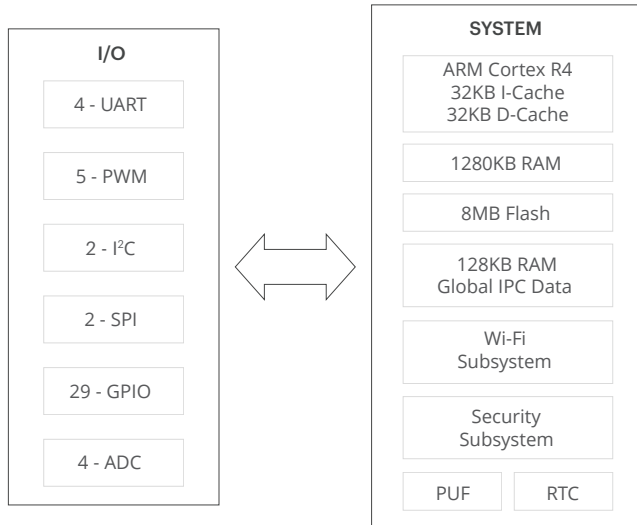 I/O
4 - UART
5 - PWM
2 - I²C
2 - SPI
29 - GPIO
4 - ADC
SYSTEM
ARM Cortex R4
32KB I-Cache
32KB D-Cache
1280KB RAM
8MB Flash
128KB RAM
Global IPC Data
Wi-Fi
Subsystem
Security
Subsystem
PUF
RTC